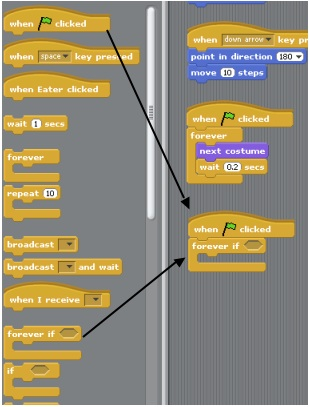 when clicked
when space key pressed
when Eater clicked
wait 1 secs
forever
repeat 10
broadcast
broadcast and wait
when I receive
forever if
if
when down arrow key pr
point in direction 180
move 10 steps
when clicked
forever
next costume
wait 0.2 secs
when clicked
forever if